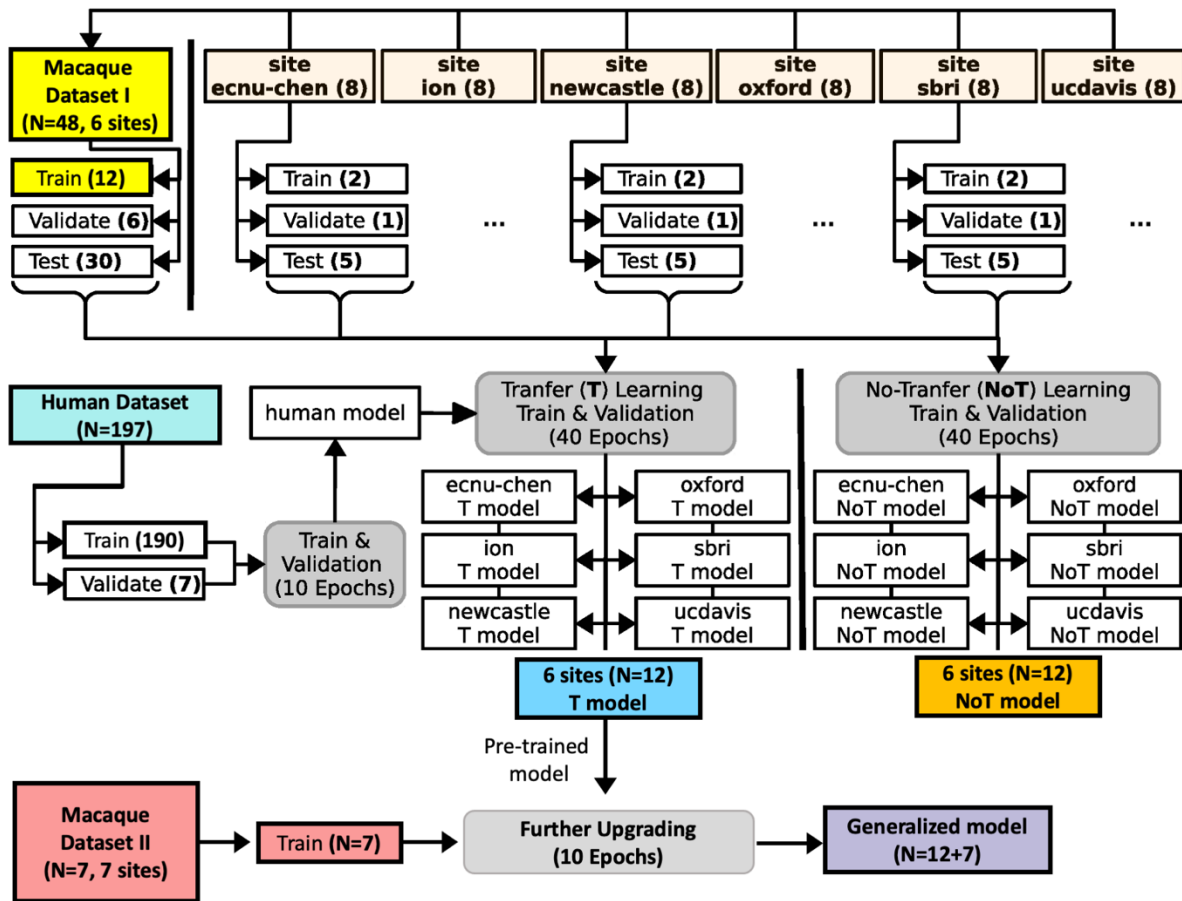 Macaque
Dataset I
(N=48, 6 sites)
site
ecnu-chen (8)
site
ion (8)
site
newcastle (8)
site
oxford (8)
site
sbri (8)
site
ucdavis (8)
Train (12)
Validate (6)
Test (30)
Train (2)
Validate (1)
Test (5)
...
Train (2)
Validate (1)
Test (5)
...
Train (2)
Validate (1)
Test (5)
...
Human Dataset
(N=197)
human model
Tranfer (T) Learning
Train & Validation
(40 Epochs)
No-Tranfer (NoT) Learning
Train & Validation
(40 Epochs)
Train (190)
Validate (7)
Train &
Validation
(10 Epochs)
ecnu-chen
T model
oxford
T model
ion
T model
sbri
T model
newcastle
T model
ucdavis
T model
ecnu-chen
NoT model
oxford
NoT model
ion
NoT model
sbri
NoT model
newcastle
NoT model
ucdavis
NoT model
6 sites (N=12)
T model
6 sites (N=12)
NoT model
Pre-trained
model
Macaque
Dataset II
(N=7, 7 sites)
Train (N=7)
Further Upgrading
(10 Epochs)
Generalized model
(N=12+7)